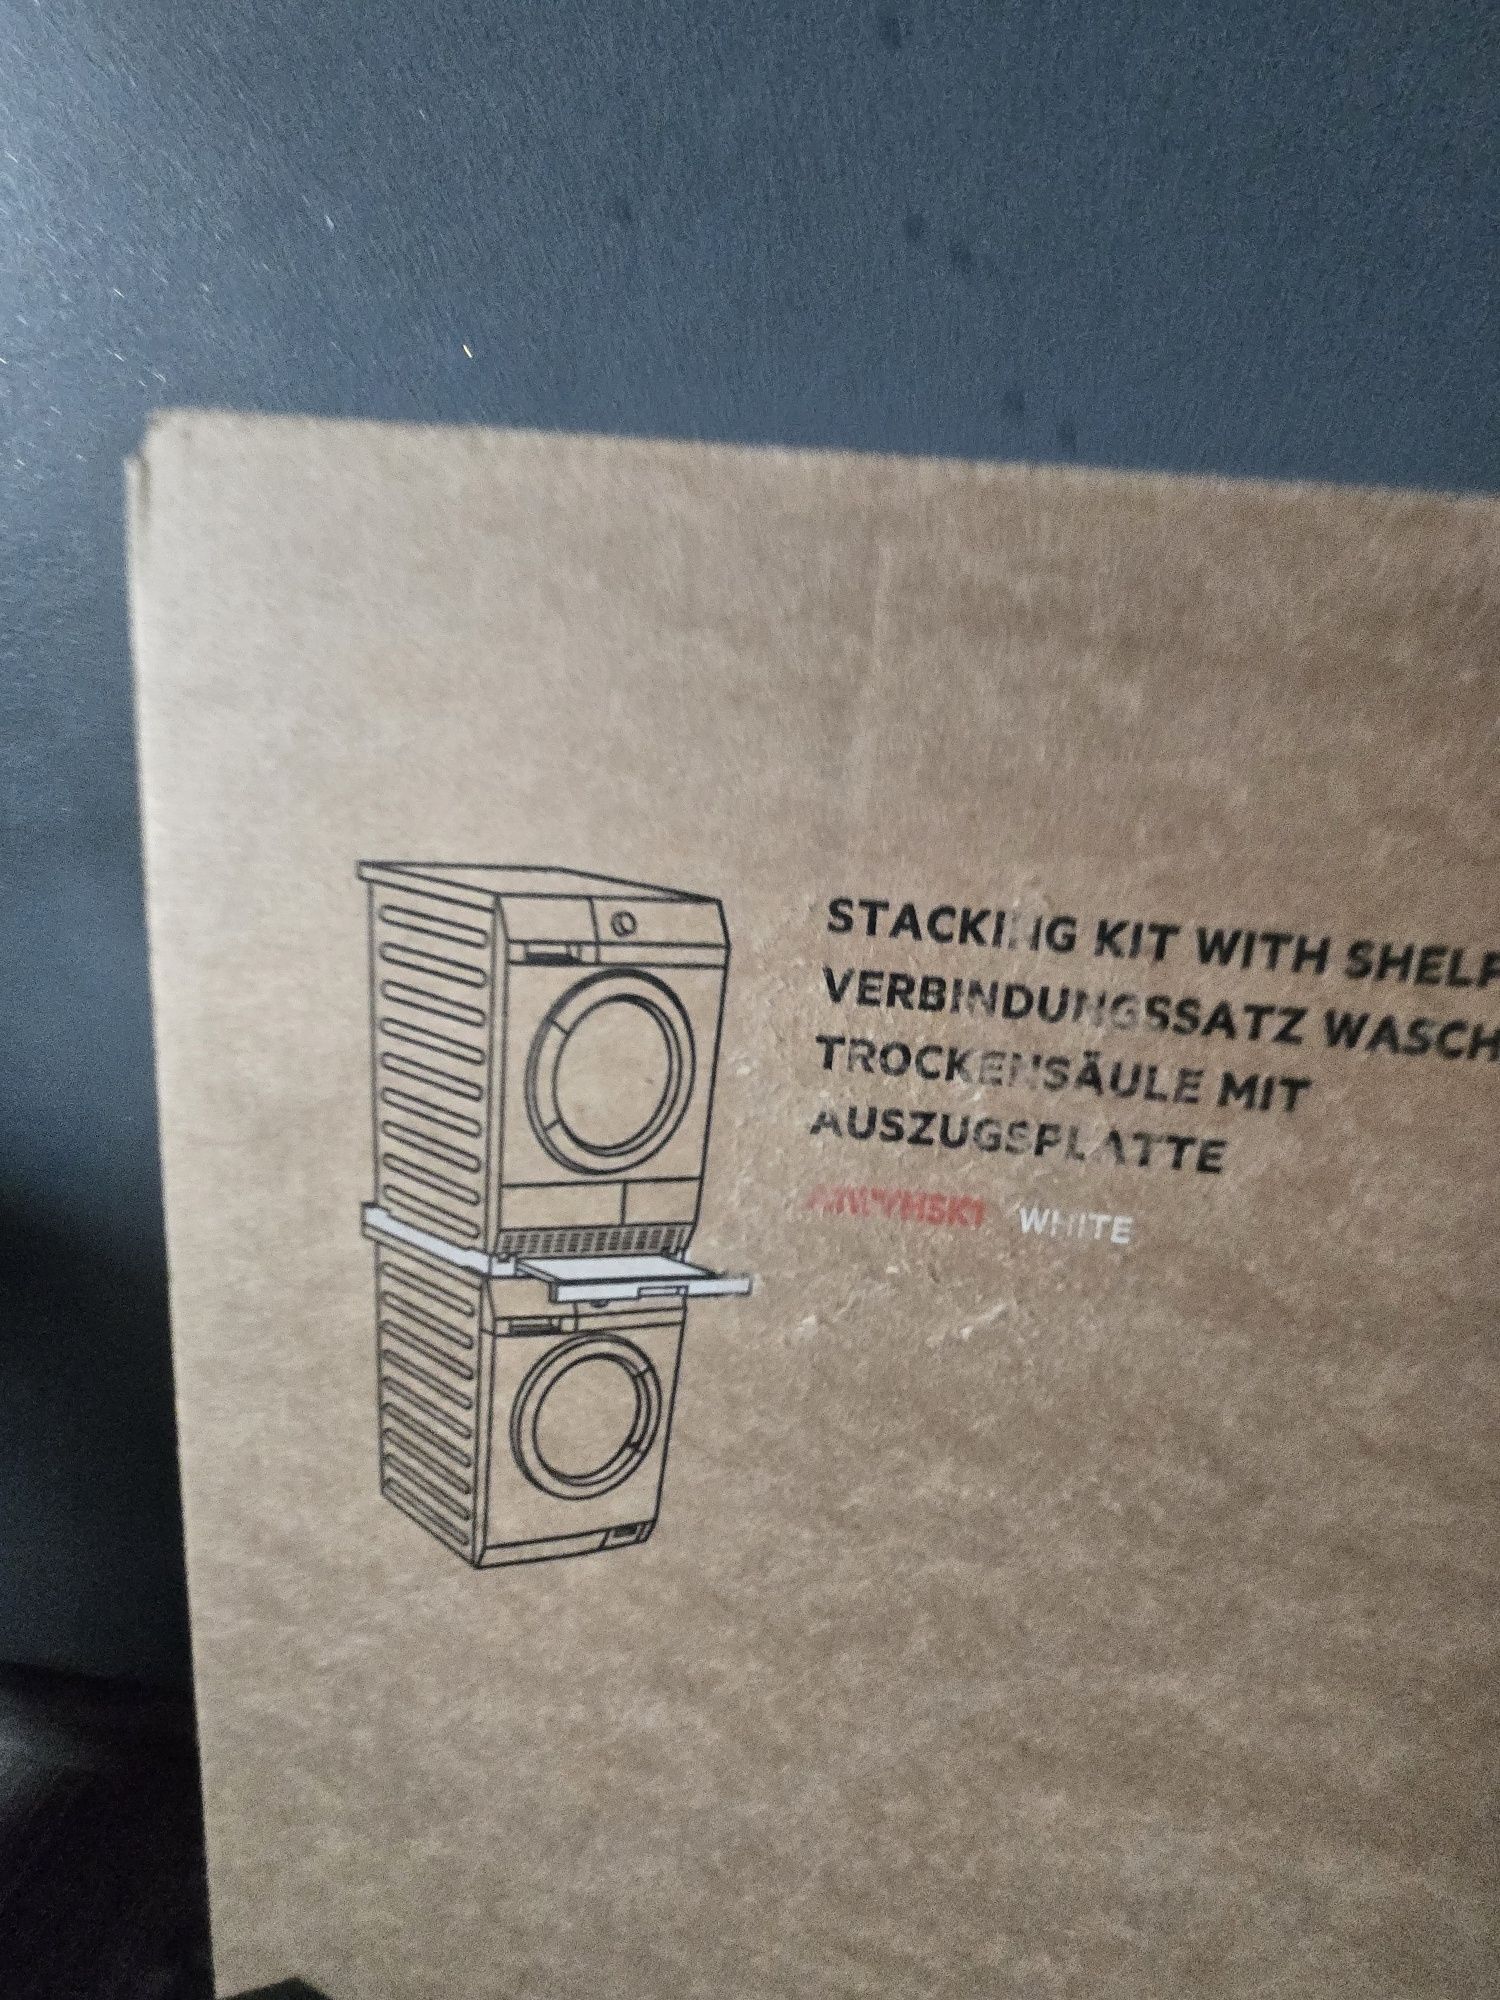 STACKING KIT WITH SHELF
VERBINDUNGSSATZ WASCH
TROCKENSÄULE MIT
AUSZUGSPLATTE
WHITE